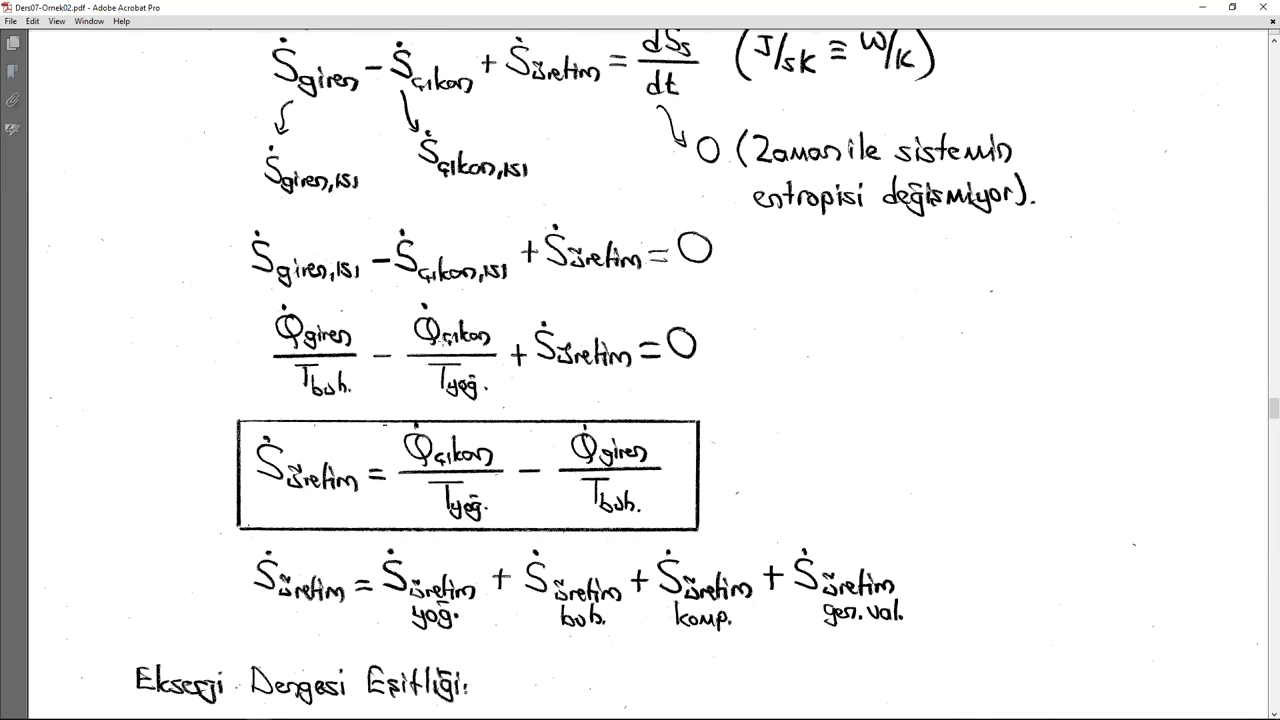 Ders07-Ornek02.pdf - Adobe Acrobat Pro
File Edit View Window Help
Ṡgiren − Ṡçıkan + Ṡüretim = dSs/dt (J/sK ≡ W/K)
Ṡgiren,ısı Ṡçıkan,ısı 0 (Zaman ile sistemin
entropisi değişmiyor).
Ṡgiren,ısı − Ṡçıkan,ısı + Ṡüretim = 0
Q̇giren/Tbuh. − Q̇çıkan/Tyoğ. + Ṡüretim = 0
Ṡüretim = Q̇çıkan/Tyoğ. − Q̇giren/Tbuh.
Ṡüretim = Ṡüretim yoğ. + Ṡüretim buh. + Ṡüretim komp. + Ṡüretim gen.val.
Ekserji Dengesi Eşitliği: